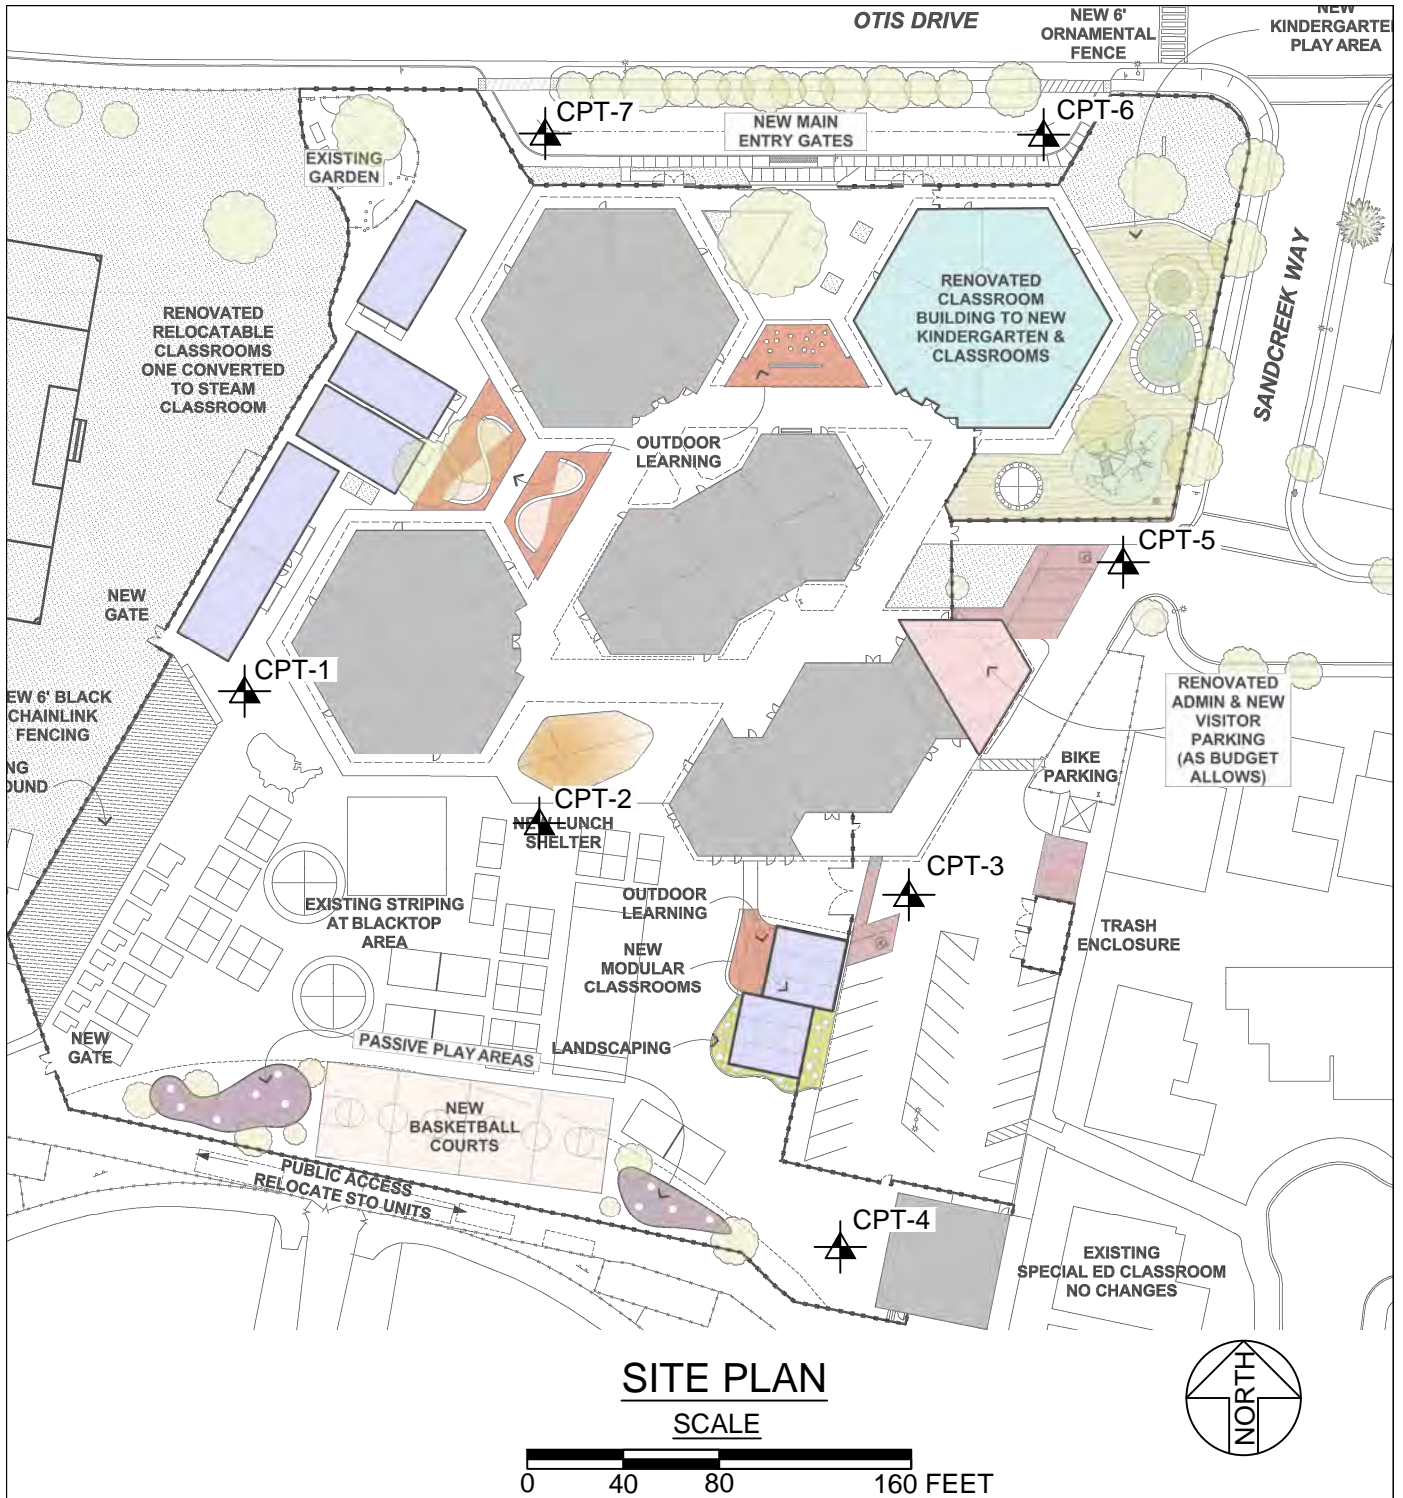 OTIS DRIVE
NEW 6'
ORNAMENTAL
FENCE
NEW
KINDERGARTE
PLAY AREA
CPT-7
NEW MAIN
ENTRY GATES
CPT-6
EXISTING
GARDEN
SANDCREEK WAY
RENOVATED
CLASSROOM
BUILDING TO NEW
KINDERGARTEN &
CLASSROOMS
RENOVATED
RELOCATABLE
CLASSROOMS
ONE CONVERTED
TO STEAM
CLASSROOM
OUTDOOR
LEARNING
CPT-5
NEW
GATE
CPT-1
EW 6' BLACK
CHAINLINK
FENCING
NG
OUND
RENOVATED
ADMIN & NEW
VISITOR
PARKING
(AS BUDGET
ALLOWS)
BIKE
PARKING
CPT-2
NEW LUNCH
SHELTER
CPT-3
OUTDOOR
LEARNING
EXISTING STRIPING
AT BLACKTOP
AREA
TRASH
ENCLOSURE
NEW
MODULAR
CLASSROOMS
NEW
GATE
PASSIVE PLAY AREAS
LANDSCAPING
NEW
BASKETBALL
COURTS
PUBLIC ACCESS
RELOCATE STO UNITS
CPT-4
EXISTING
SPECIAL ED CLASSROOM
NO CHANGES
SITE PLAN
SCALE
0 40 80 160 FEET
NORTH